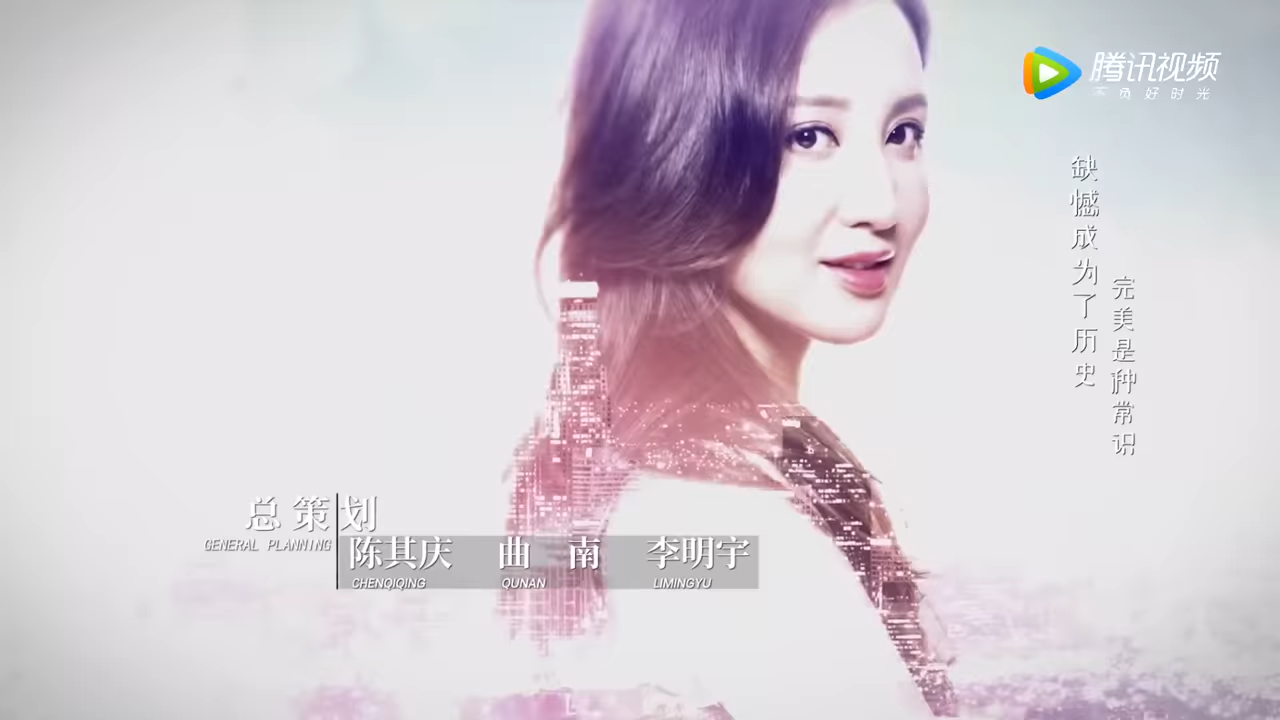 腾讯视频
不负好时光
缺憾成为了历史
完美是种常识
总策划
GENERAL PLANNING
陈其庆 曲 南 李明宇
CHENQIQING QUNAN LIMINGYU